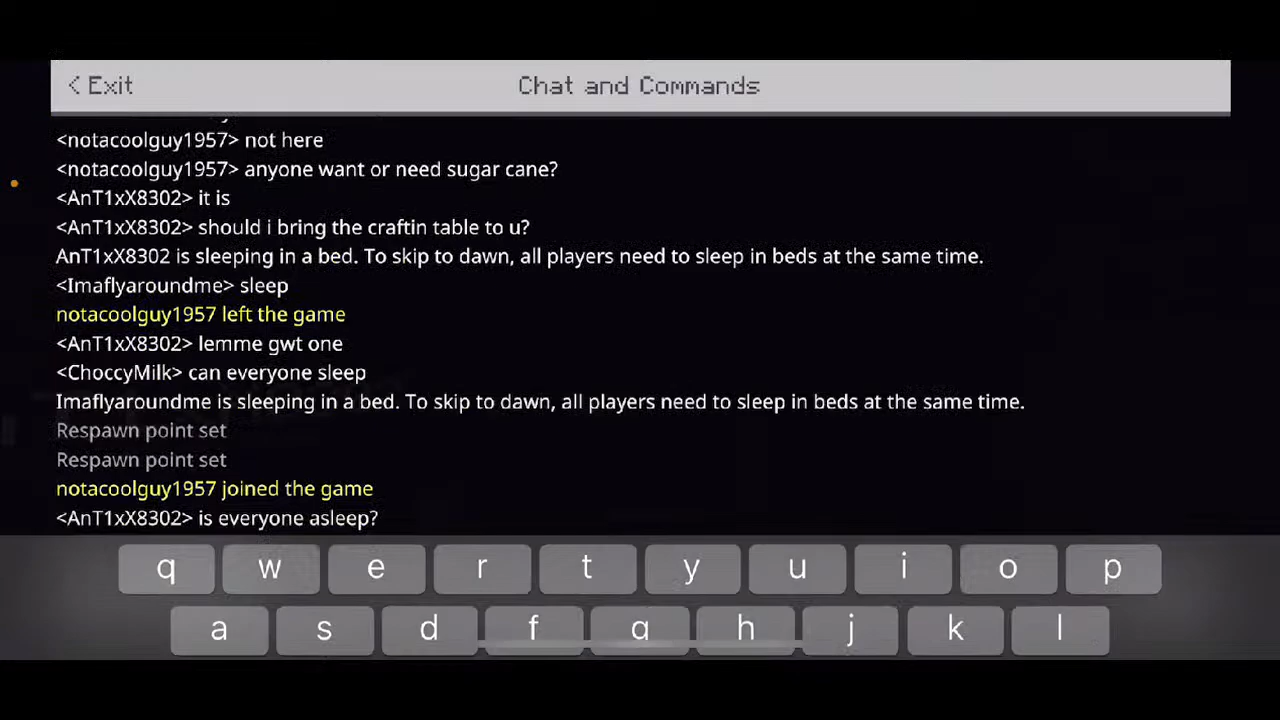 < Exit
Chat and Commands
<notacoolguy1957> not here
<notacoolguy1957> anyone want or need sugar cane?
<AnT1xX8302> it is
<AnT1xX8302> should i bring the craftin table to u?
AnT1xX8302 is sleeping in a bed. To skip to dawn, all players need to sleep in beds at the same time.
<Imaflyaroundme> sleep
notacoolguy1957 left the game
<AnT1xX8302> lemme gwt one
<ChoccyMilk> can everyone sleep
Imaflyaroundme is sleeping in a bed. To skip to dawn, all players need to sleep in beds at the same time.
Respawn point set
Respawn point set
notacoolguy1957 joined the game
<AnT1xX8302> is everyone asleep?
q w e r t y u i o p
a s d f g h j k l